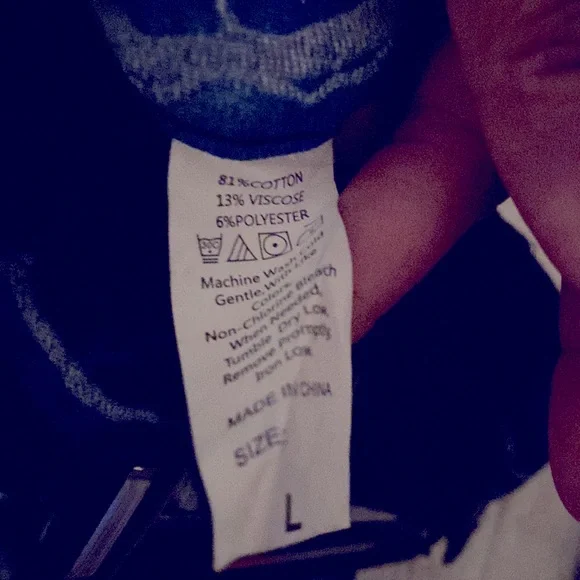 81%COTTON
13% VISCOSE
6%POLYESTER
Machine Wash Cold
Gentle, With Like
Colors,
Non-Chlorine Bleach
When Needed,
Tumble Dry Low
Remove Promptly
Iron Low
MADE IN CHINA
SIZE:
L